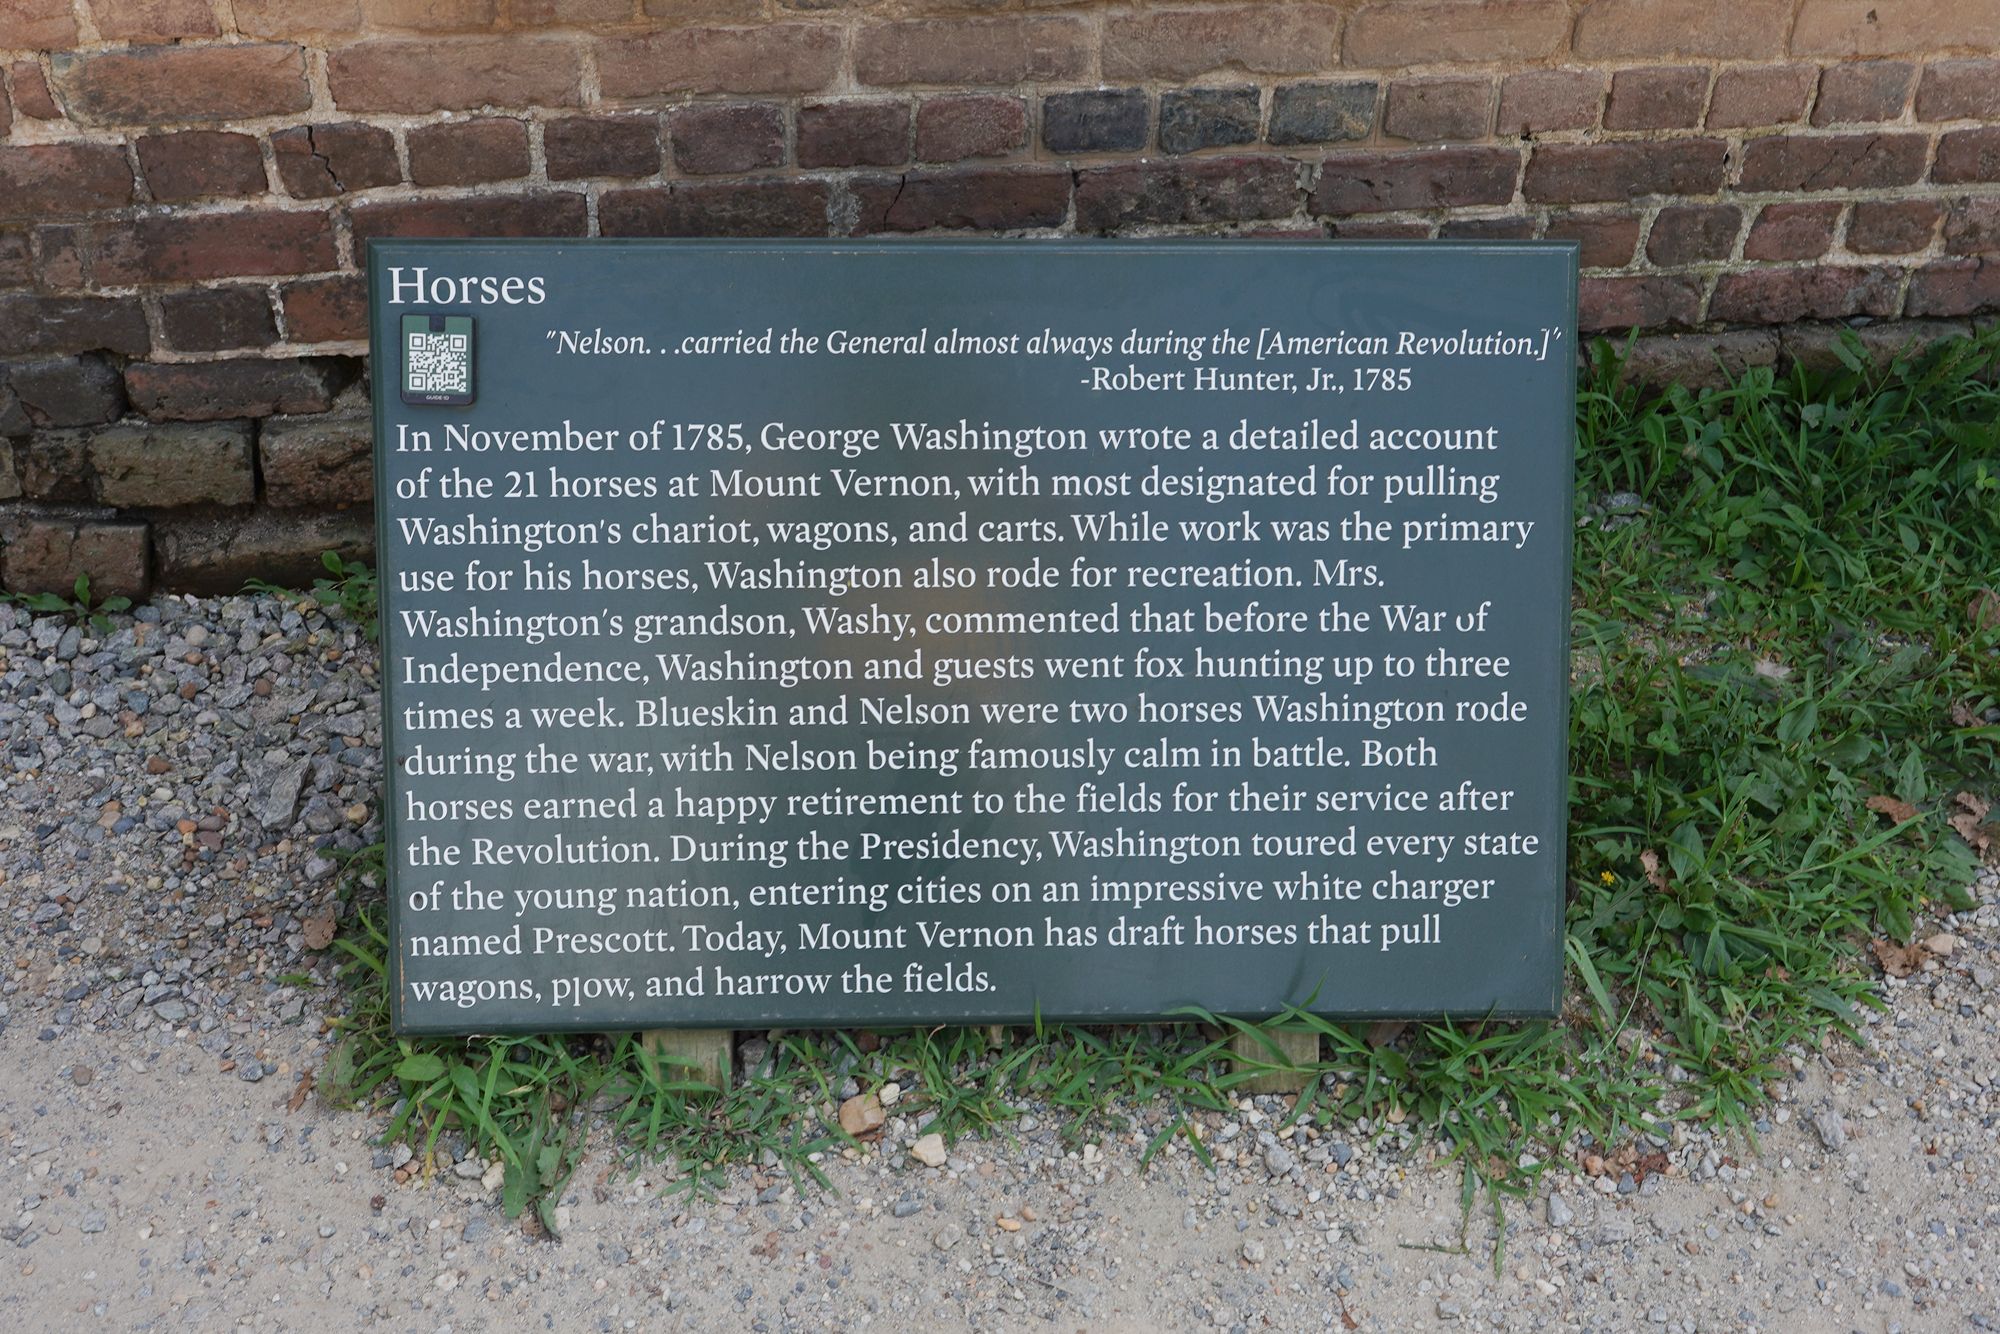 Horses
"Nelson. . .carried the General almost always during the [American Revolution.]"
-Robert Hunter, Jr., 1785
GUIDE·ID
In November of 1785, George Washington wrote a detailed account
of the 21 horses at Mount Vernon, with most designated for pulling
Washington's chariot, wagons, and carts. While work was the primary
use for his horses, Washington also rode for recreation. Mrs.
Washington's grandson, Washy, commented that before the War of
Independence, Washington and guests went fox hunting up to three
times a week. Blueskin and Nelson were two horses Washington rode
during the war, with Nelson being famously calm in battle. Both
horses earned a happy retirement to the fields for their service after
the Revolution. During the Presidency, Washington toured every state
of the young nation, entering cities on an impressive white charger
named Prescott. Today, Mount Vernon has draft horses that pull
wagons, plow, and harrow the fields.